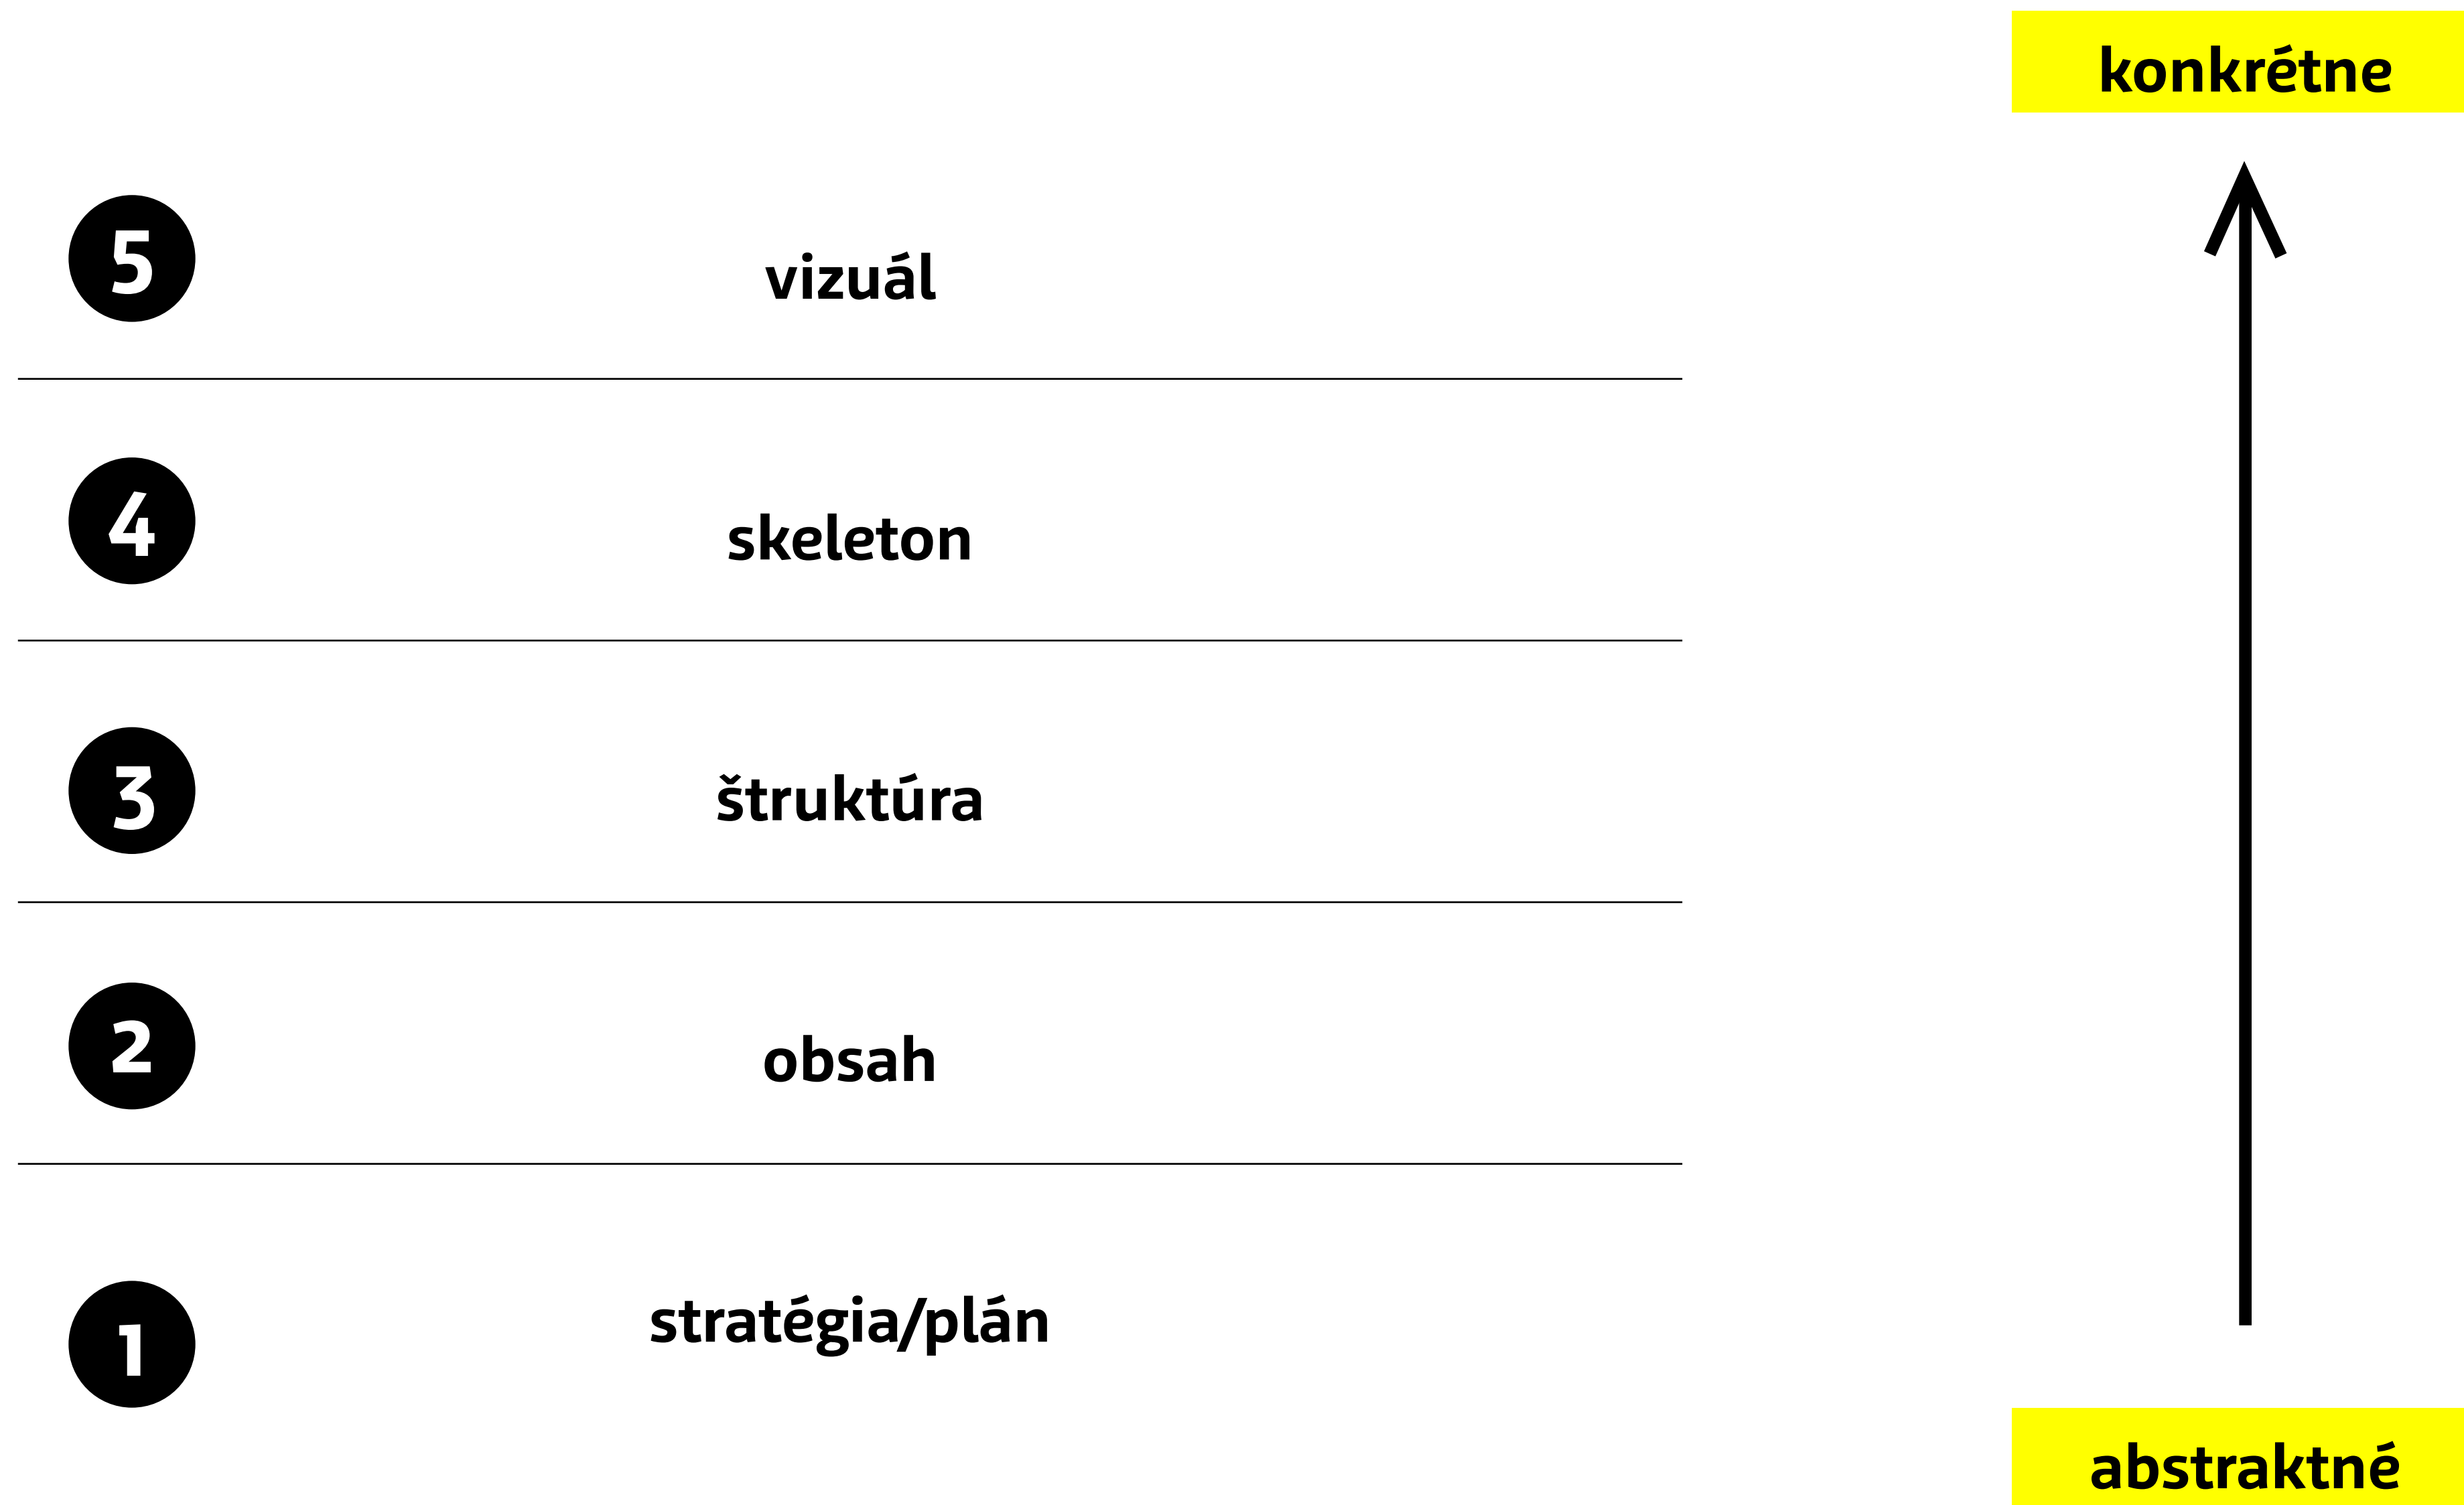 konkrétne
5 vizuál
4 skeleton
3 štruktúra
2 obsah
1 stratégia/plán
abstraktné